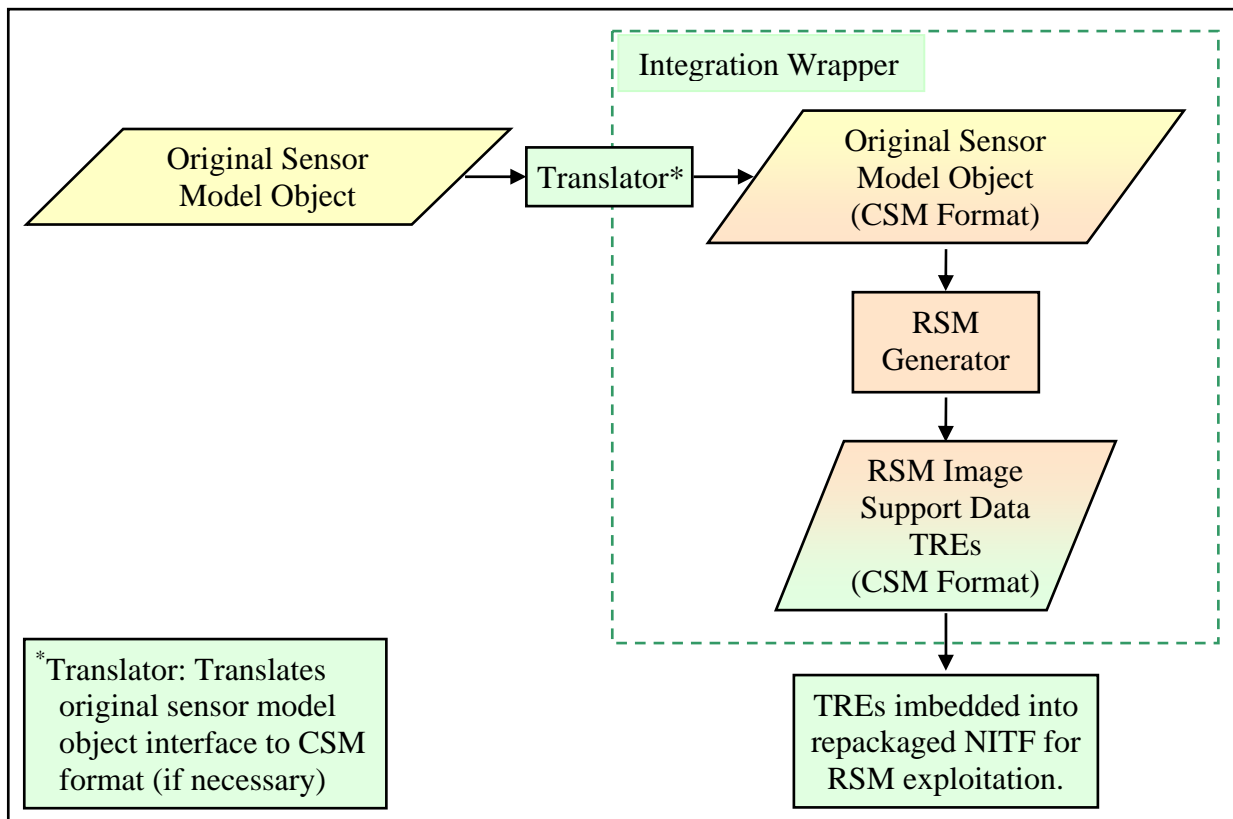 Integration Wrapper
Original Sensor
Model Object
Translator*
Original Sensor
Model Object
(CSM Format)
RSM
Generator
RSM Image
Support Data
TREs
(CSM Format)
*Translator: Translates
original sensor model
object interface to CSM
format (if necessary)
TREs imbedded into
repackaged NITF for
RSM exploitation.